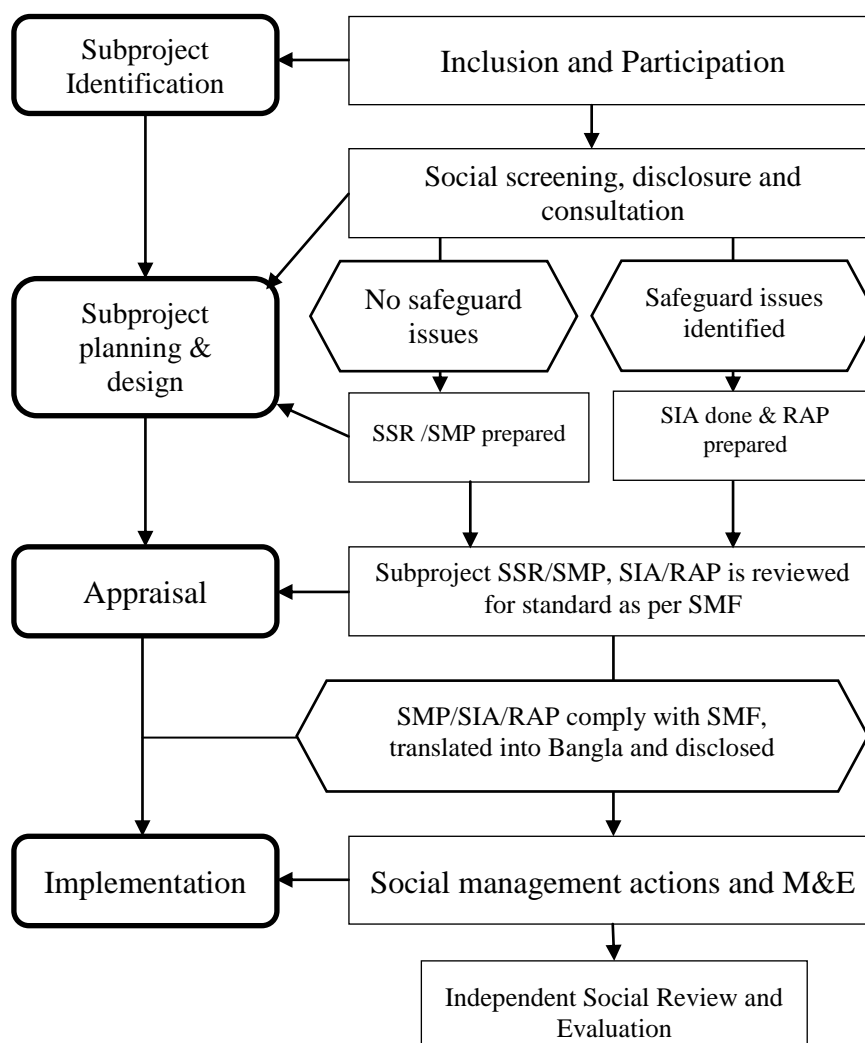 Subproject
Identification
Inclusion and Participation
Social screening, disclosure and
consultation
No safeguard
issues
Safeguard issues
identified
Subproject
planning &
design
SSR /SMP prepared
SIA done & RAP
prepared
Appraisal
Subproject SSR/SMP, SIA/RAP is reviewed
for standard as per SMF
SMP/SIA/RAP comply with SMF,
translated into Bangla and disclosed
Implementation
Social management actions and M&E
Independent Social Review and
Evaluation